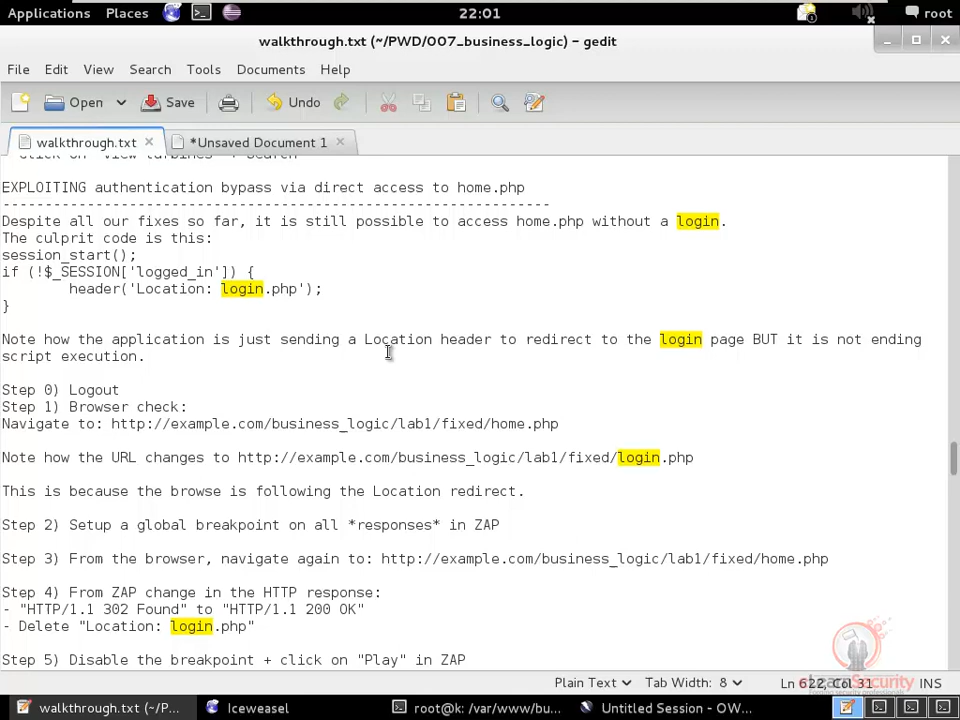 Applications Places 22:01 root
walkthrough.txt (~/PWD/007_business_logic) - gedit
File Edit View Search Tools Documents Help
Open Save Undo
walkthrough.txt *Unsaved Document 1
- Click on "View turbines" + Search
EXPLOITING authentication bypass via direct access to home.php
-----------------------------------------------------------------
Despite all our fixes so far, it is still possible to access home.php without a login.
The culprit code is this:
session_start();
if (!$_SESSION['logged_in']) {
header('Location: login.php');
}
Note how the application is just sending a Location header to redirect to the login page BUT it is not ending
script execution.
Step 0) Logout
Step 1) Browser check:
Navigate to: http://example.com/business_logic/lab1/fixed/home.php
Note how the URL changes to http://example.com/business_logic/lab1/fixed/login.php
This is because the browse is following the Location redirect.
Step 2) Setup a global breakpoint on all *responses* in ZAP
Step 3) From the browser, navigate again to: http://example.com/business_logic/lab1/fixed/home.php
Step 4) From ZAP change in the HTTP response:
- "HTTP/1.1 302 Found" to "HTTP/1.1 200 OK"
- Delete "Location: login.php"
Step 5) Disable the breakpoint + click on "Play" in ZAP
eLearnSecurity
Plain Text Tab Width: 8 Ln 622, Col 31 INS
walkthrough.txt (~/P... Iceweasel root@k: /var/www/bu... Untitled Session - OW...